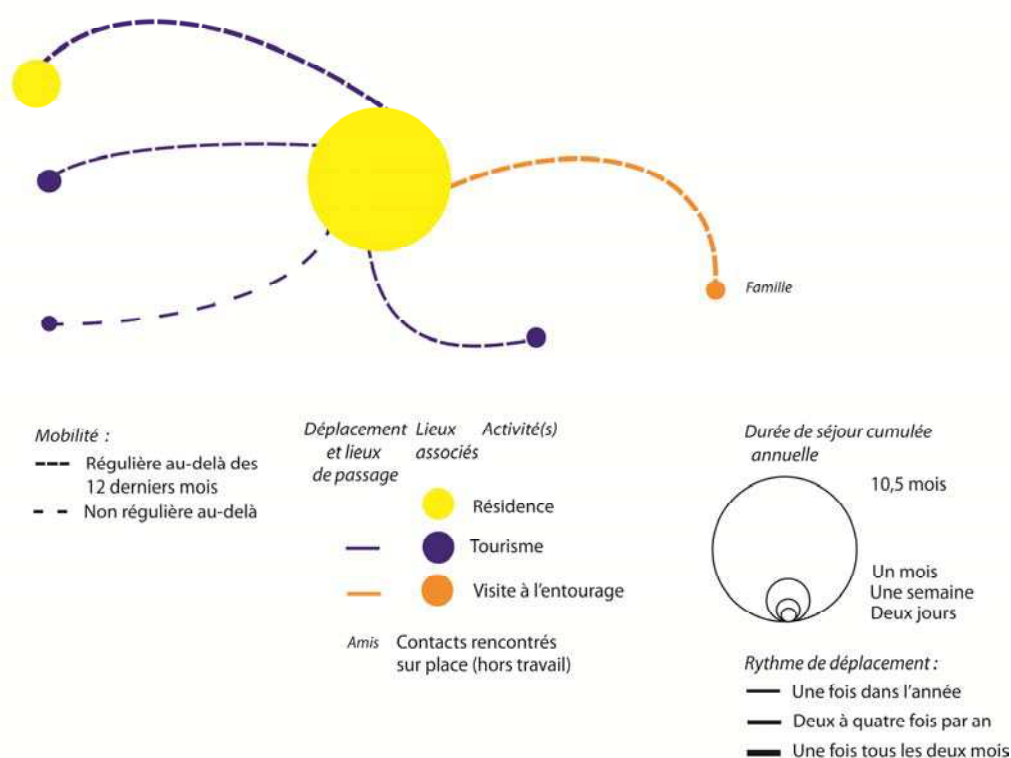 Famille
Mobilité :
Régulière au-delà des
12 derniers mois
Non régulière au-delà
Déplacement
et lieux
de passage
Lieux
associés
Activité(s)
Résidence
Tourisme
Visite à l'entourage
Amis Contacts rencontrés
sur place (hors travail)
Durée de séjour cumulée
annuelle
10,5 mois
Un mois
Une semaine
Deux jours
Rythme de déplacement :
Une fois dans l'année
Deux à quatre fois par an
Une fois tous les deux mois